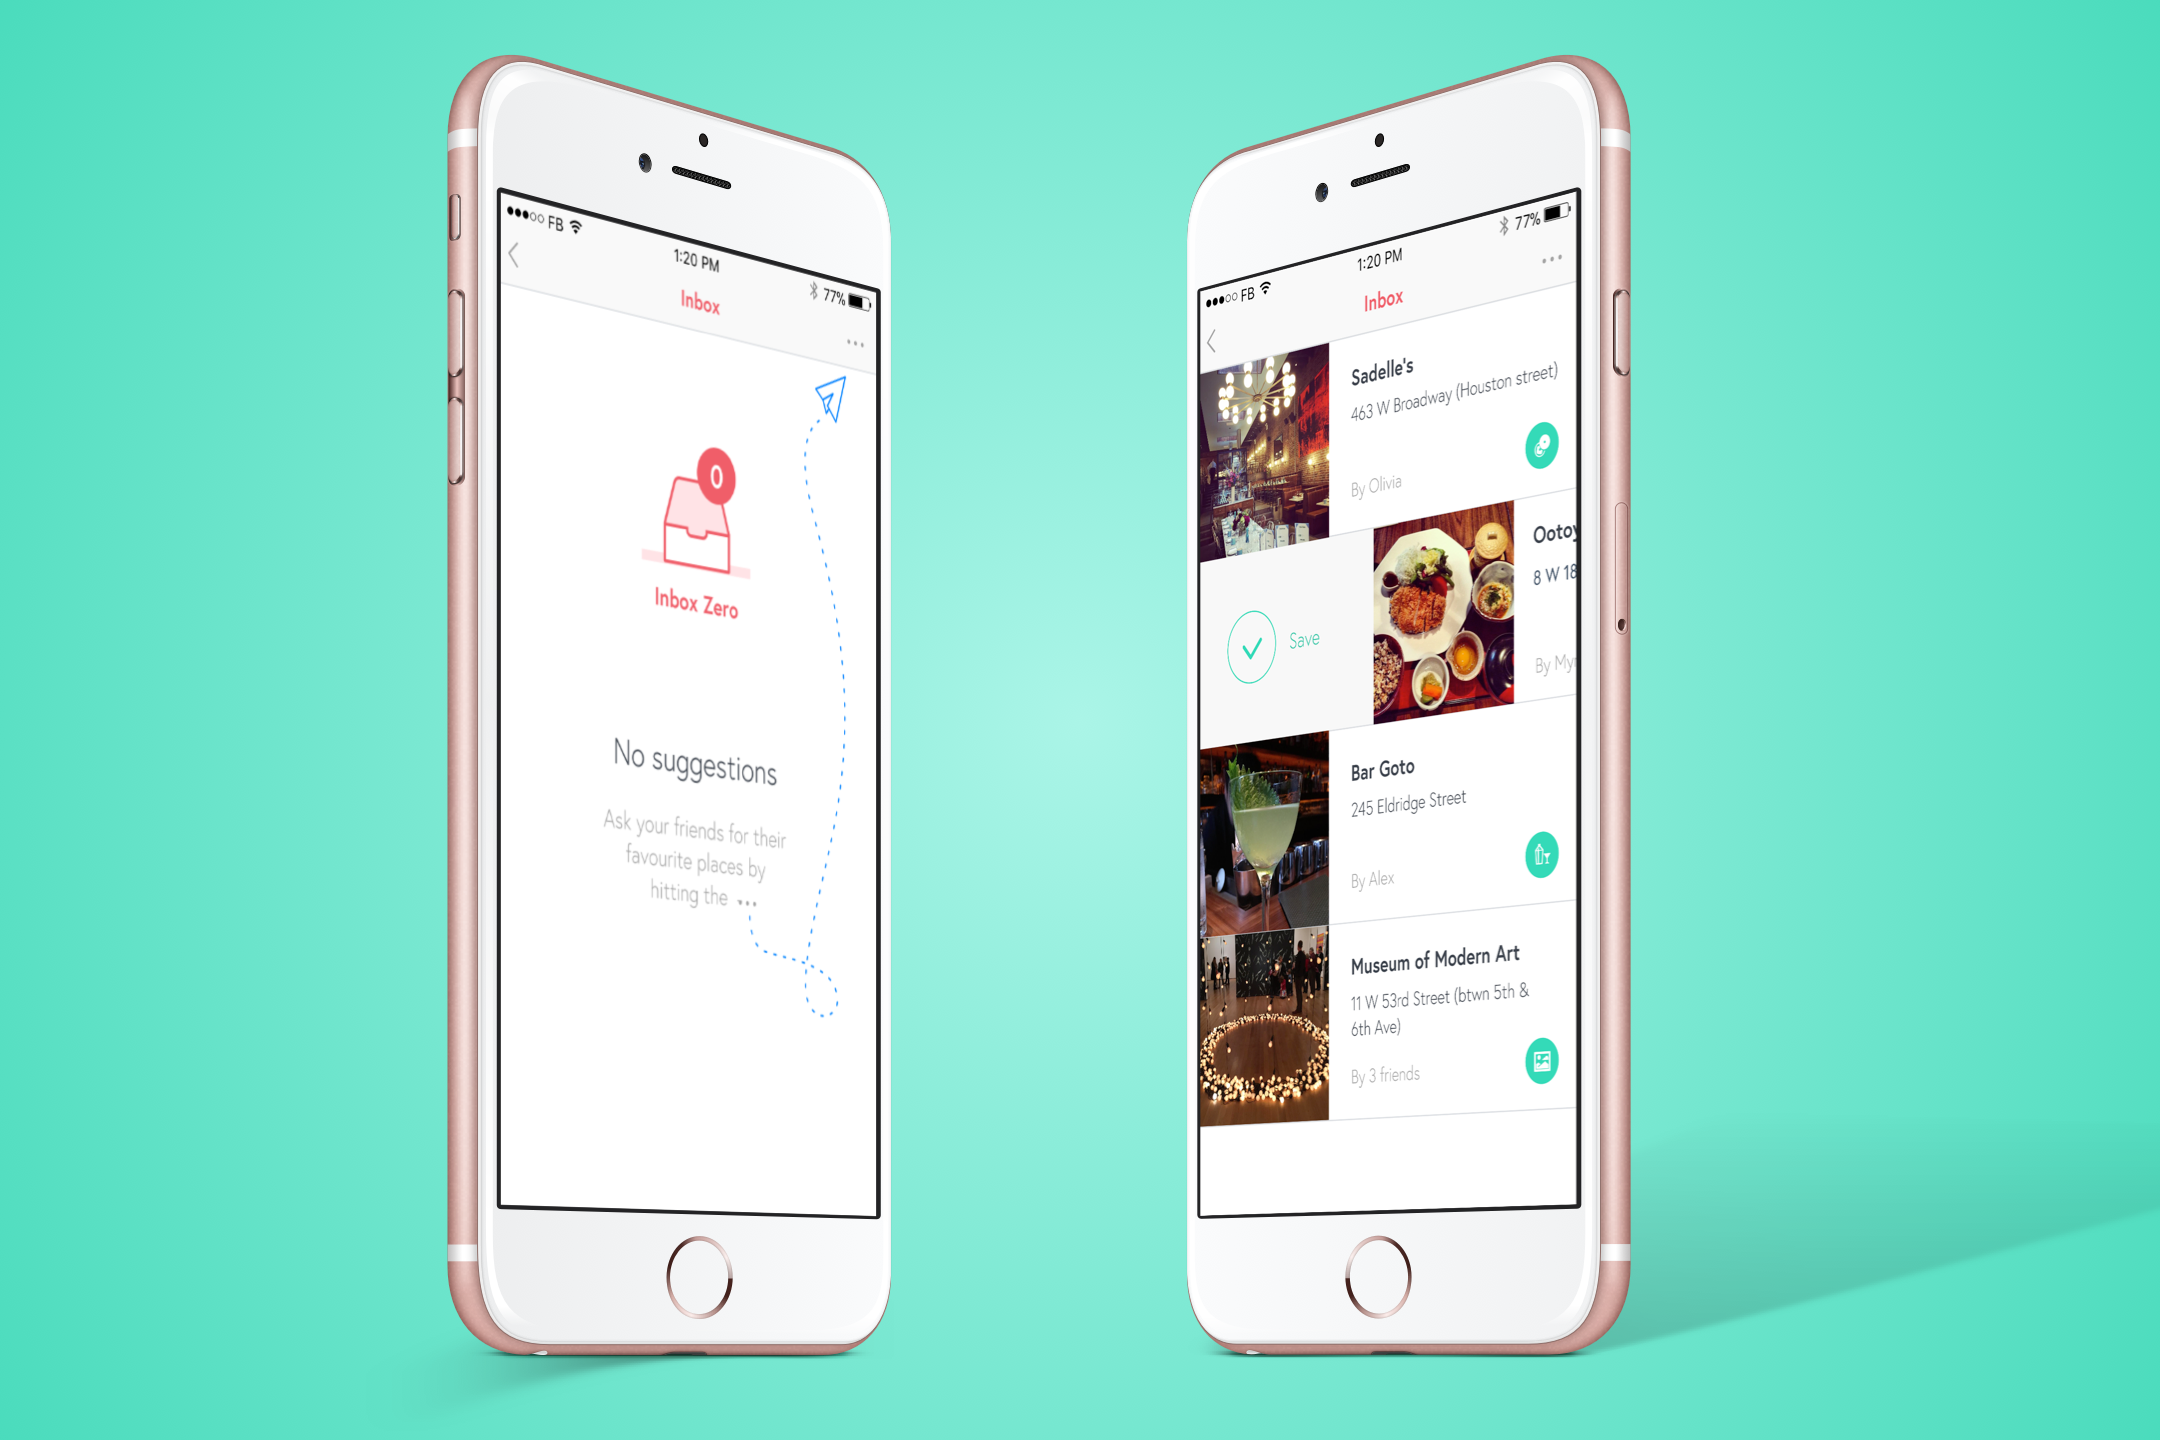 FB
1:20 PM
77%
Inbox
0
Inbox Zero
No suggestions
Ask your friends for their
favourite places by
hitting the ...
FB
1:20 PM
77%
Inbox
Sadelle's
463 W Broadway (Houston street)
By Olivia
Save
Ootoy
8 W 18
By My
Bar Goto
245 Eldridge Street
By Alex
Museum of Modern Art
11 W 53rd Street (btwn 5th &
6th Ave)
By 3 friends